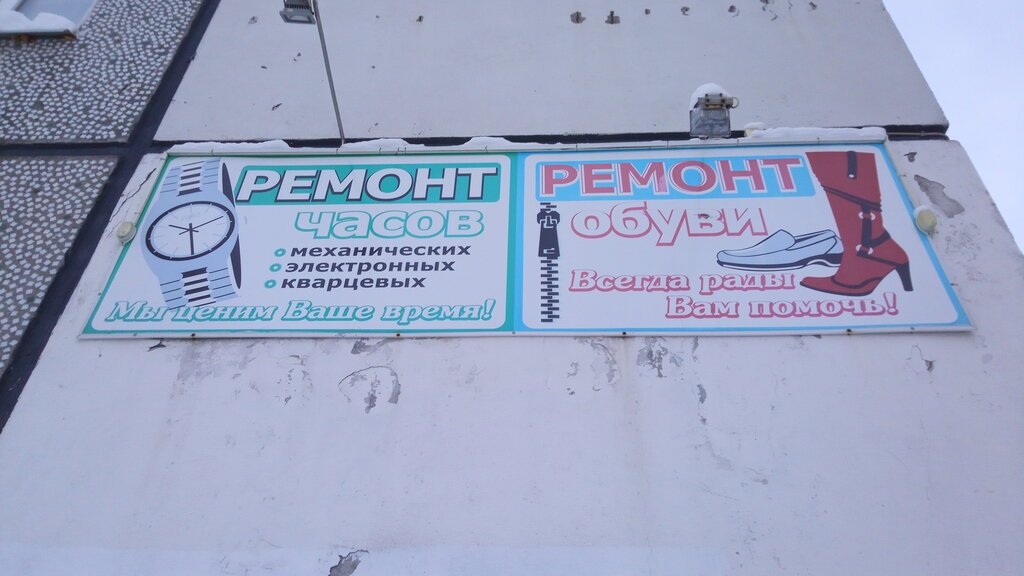 РЕМОНТ
часов
механических
электронных
кварцевых
Мы ценим Ваше время!
РЕМОНТ
обуви
Всегда рады
Вам помочь!